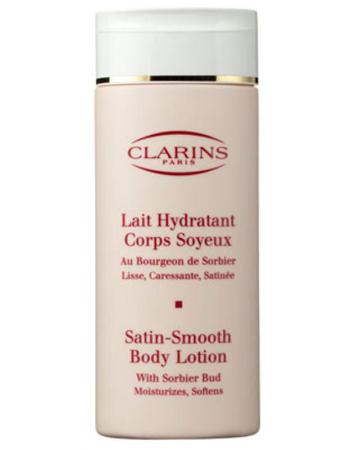 CLARINS
PARIS
Lait Hydratant
Corps Soyeux
Au Bourgeon de Sorbier
Lisse, Caressante, Satinée
Satin-Smooth
Body Lotion
With Sorbier Bud
Moisturizes, Softens